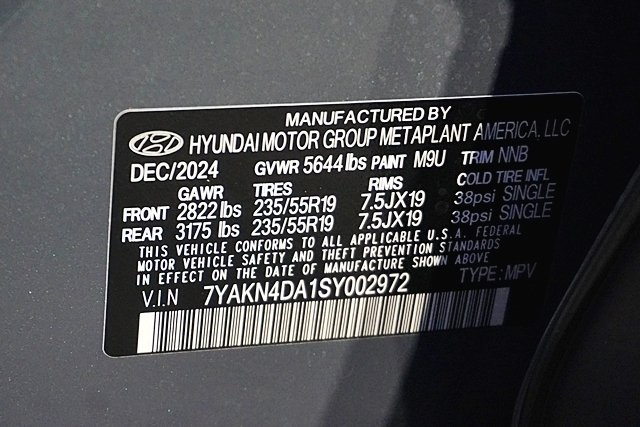 MANUFACTURED BY
HYUNDAI MOTOR GROUP METAPLANT AMERICA, LLC
DEC/2024 GVWR 5644 lbs PAINT M9U TRIM NNB
GAWR TIRES RIMS COLD TIRE INFL
FRONT 2822 lbs 235/55R19 7.5JX19 38psi SINGLE
REAR 3175 lbs 235/55R19 7.5JX19 38psi SINGLE
THIS VEHICLE CONFORMS TO ALL APPLICABLE U.S.A. FEDERAL
MOTOR VEHICLE SAFETY AND THEFT PREVENTION STANDARDS
IN EFFECT ON THE DATE OF MANUFACTURE SHOWN ABOVE
V.I.N 7YAKN4DA1SY002972 TYPE: MPV